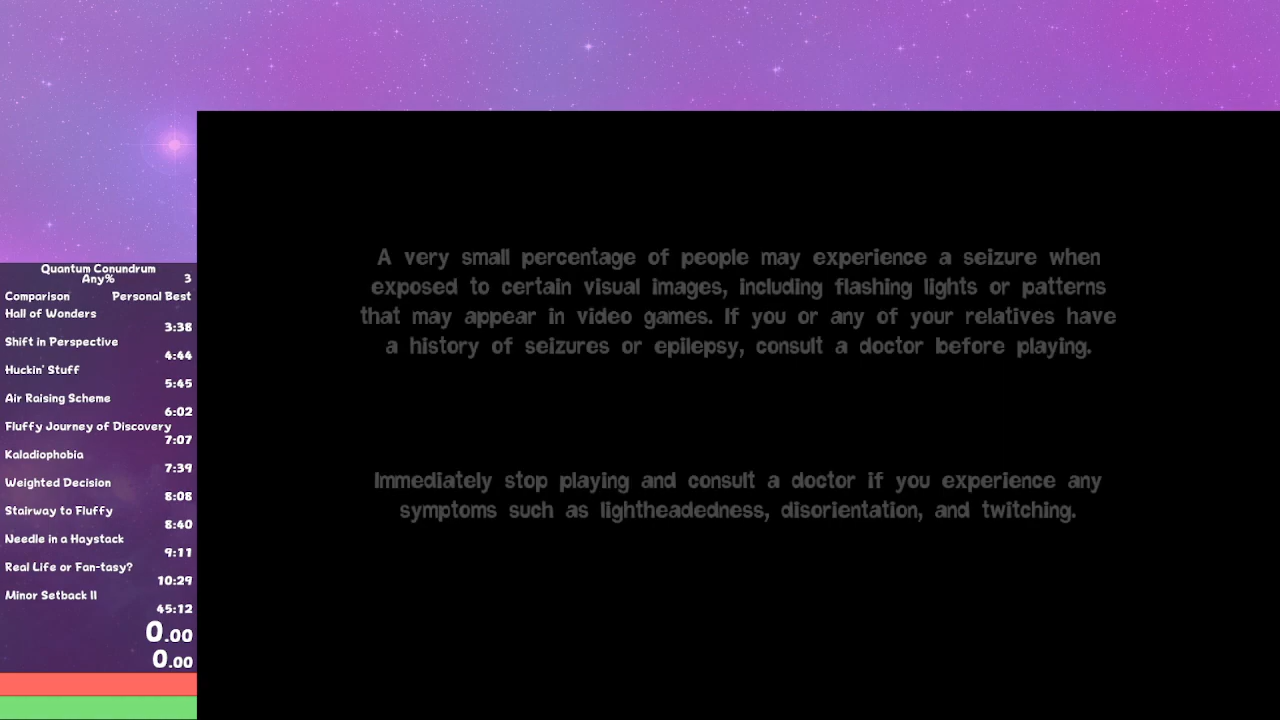 Quantum Conundrum
Any% 3
Comparison Personal Best
Hall of Wonders
3:38
Shift in Perspective
4:44
Huckin' Stuff
5:45
Air Raising Scheme
6:02
Fluffy Journey of Discovery
7:07
Kaladiophobia
7:39
Weighted Decision
8:08
Stairway to Fluffy
8:40
Needle in a Haystack
9:11
Real Life or Fan-tasy?
10:29
Minor Setback II
45:12
0.00
0.00
A very small percentage of people may experience a seizure when
exposed to certain visual images, including flashing lights or patterns
that may appear in video games. If you or any of your relatives have
a history of seizures or epilepsy, consult a doctor before playing.
Immediately stop playing and consult a doctor if you experience any
symptoms such as lightheadedness, disorientation, and twitching.